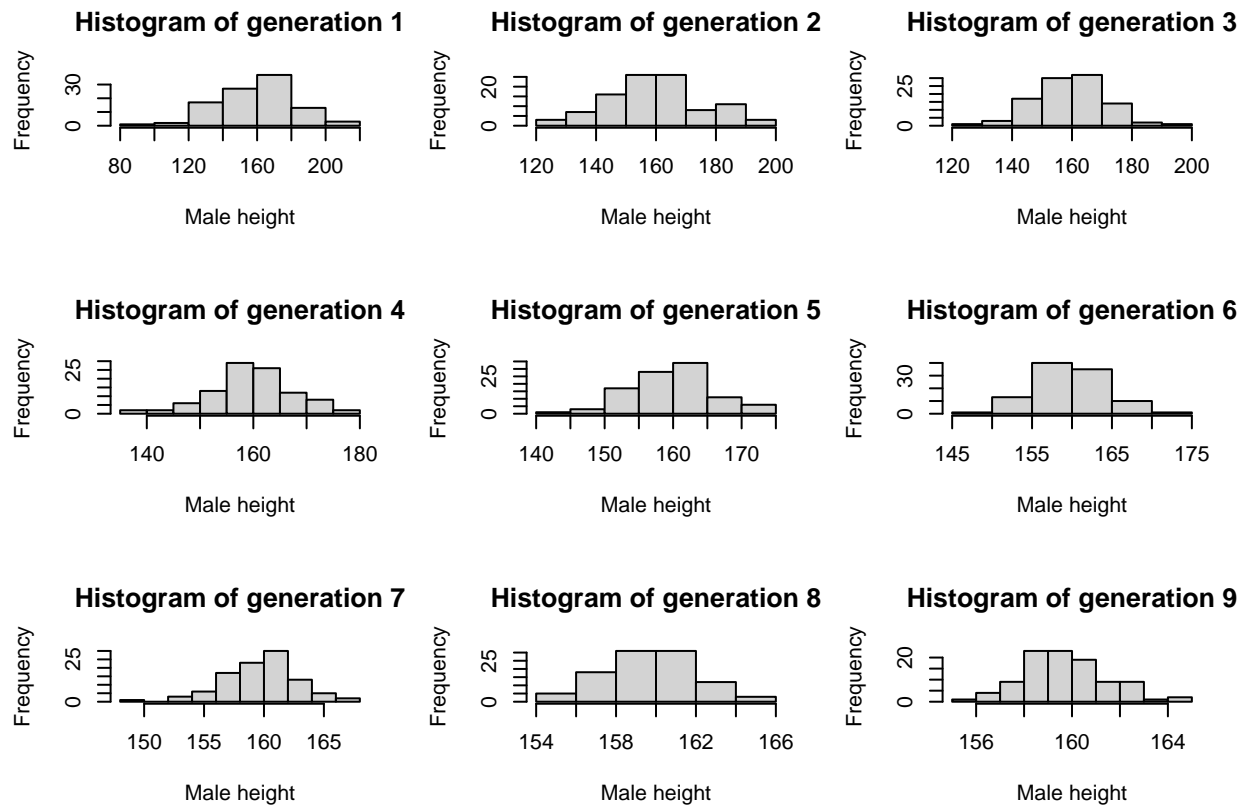 Histogram of generation 1
Frequency
0 30
80 120 160 200
Male height
Histogram of generation 2
Frequency
0 20
120 140 160 180 200
Male height
Histogram of generation 3
Frequency
0 25
120 140 160 180 200
Male height
Histogram of generation 4
Frequency
0 25
140 160 180
Male height
Histogram of generation 5
Frequency
0 25
140 150 160 170
Male height
Histogram of generation 6
Frequency
0 30
145 155 165 175
Male height
Histogram of generation 7
Frequency
0 25
150 155 160 165
Male height
Histogram of generation 8
Frequency
0 25
154 158 162 166
Male height
Histogram of generation 9
Frequency
0 20
156 160 164
Male height